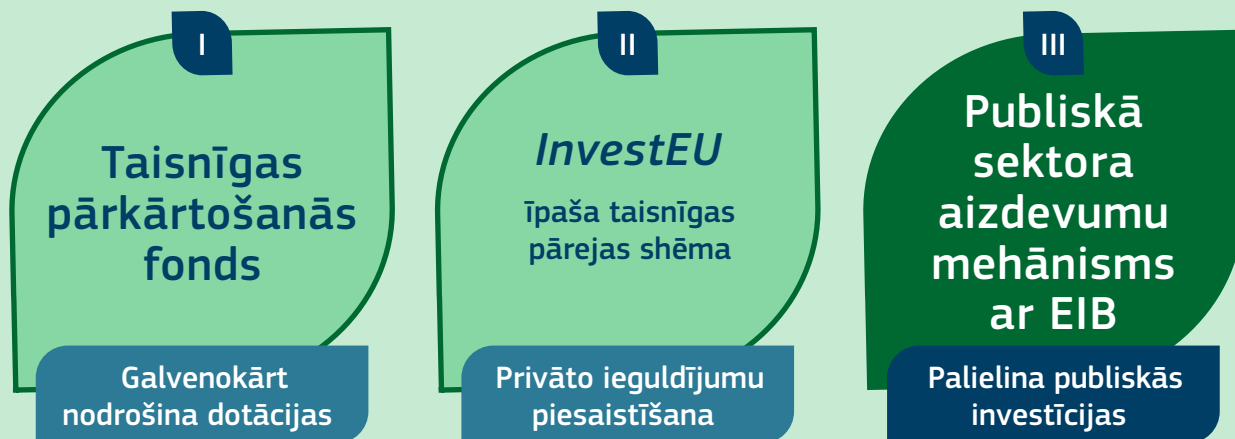 I
Taisnīgas
pārkārtošanās
fonds
Galvenokārt
nodrošina dotācijas
II
InvestEU
īpaša taisnīgas
pārejas shēma
Privāto ieguldījumu
piesaistīšana
III
Publiskā
sektora
aizdevumu
mehānisms
ar EIB
Palielina publiskās
investīcijas